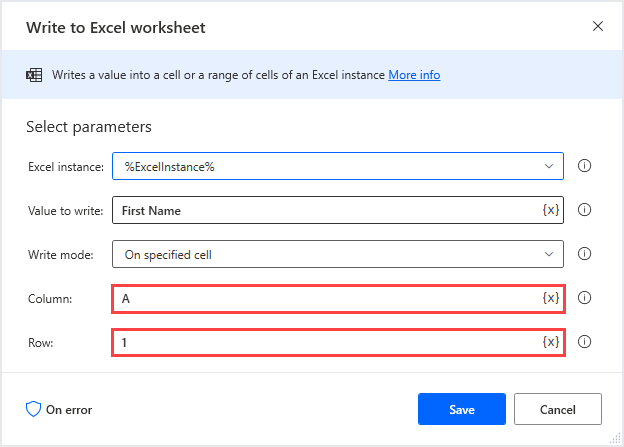 Write to Excel worksheet
Writes a value into a cell or a range of cells of an Excel instance More info
Select parameters
Excel instance: %ExcelInstance%
Value to write: First Name {x}
Write mode: On specified cell
Column: A {x}
Row: 1 {x}
On error Save Cancel